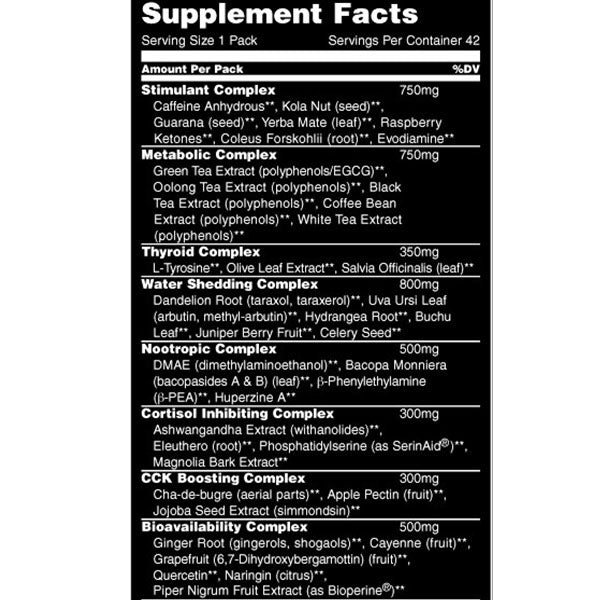 Supplement Facts
Serving Size 1 Pack Servings Per Container 42
Amount Per Pack %DV
Stimulant Complex 750mg
Caffeine Anhydrous**, Kola Nut (seed)**,
Guarana (seed)**, Yerba Mate (leaf)**, Raspberry
Ketones**, Coleus Forskohlii (root)**, Evodiamine**
Metabolic Complex 750mg
Green Tea Extract (polyphenols/EGCG)**,
Oolong Tea Extract (polyphenols)**, Black
Tea Extract (polyphenols)**, Coffee Bean
Extract (polyphenols)**, White Tea Extract
(polyphenols)**
Thyroid Complex 350mg
L-Tyrosine**, Olive Leaf Extract**, Salvia Officinalis (leaf)**
Water Shedding Complex 800mg
Dandelion Root (taraxol, taraxerol)**, Uva Ursi Leaf
(arbutin, methyl-arbutin)**, Hydrangea Root**, Buchu
Leaf**, Juniper Berry Fruit**, Celery Seed**
Nootropic Complex 500mg
DMAE (dimethylaminoethanol)**, Bacopa Monniera
(bacopasides A & B) (leaf)**, β-Phenylethylamine
(β-PEA)**, Huperzine A**
Cortisol Inhibiting Complex 300mg
Ashwangandha Extract (withanolides)**,
Eleuthero (root)**, Phosphatidylserine (as SerinAid®)**,
Magnolia Bark Extract**
CCK Boosting Complex 300mg
Cha-de-bugre (aerial parts)**, Apple Pectin (fruit)**,
Jojoba Seed Extract (simmondsin)**
Bioavailability Complex 500mg
Ginger Root (gingerols, shogaols)**, Cayenne (fruit)**,
Grapefruit (6,7-Dihydroxybergamottin) (fruit)**,
Quercetin**, Naringin (citrus)**,
Piper Nigrum Fruit Extract (as Bioperine®)**